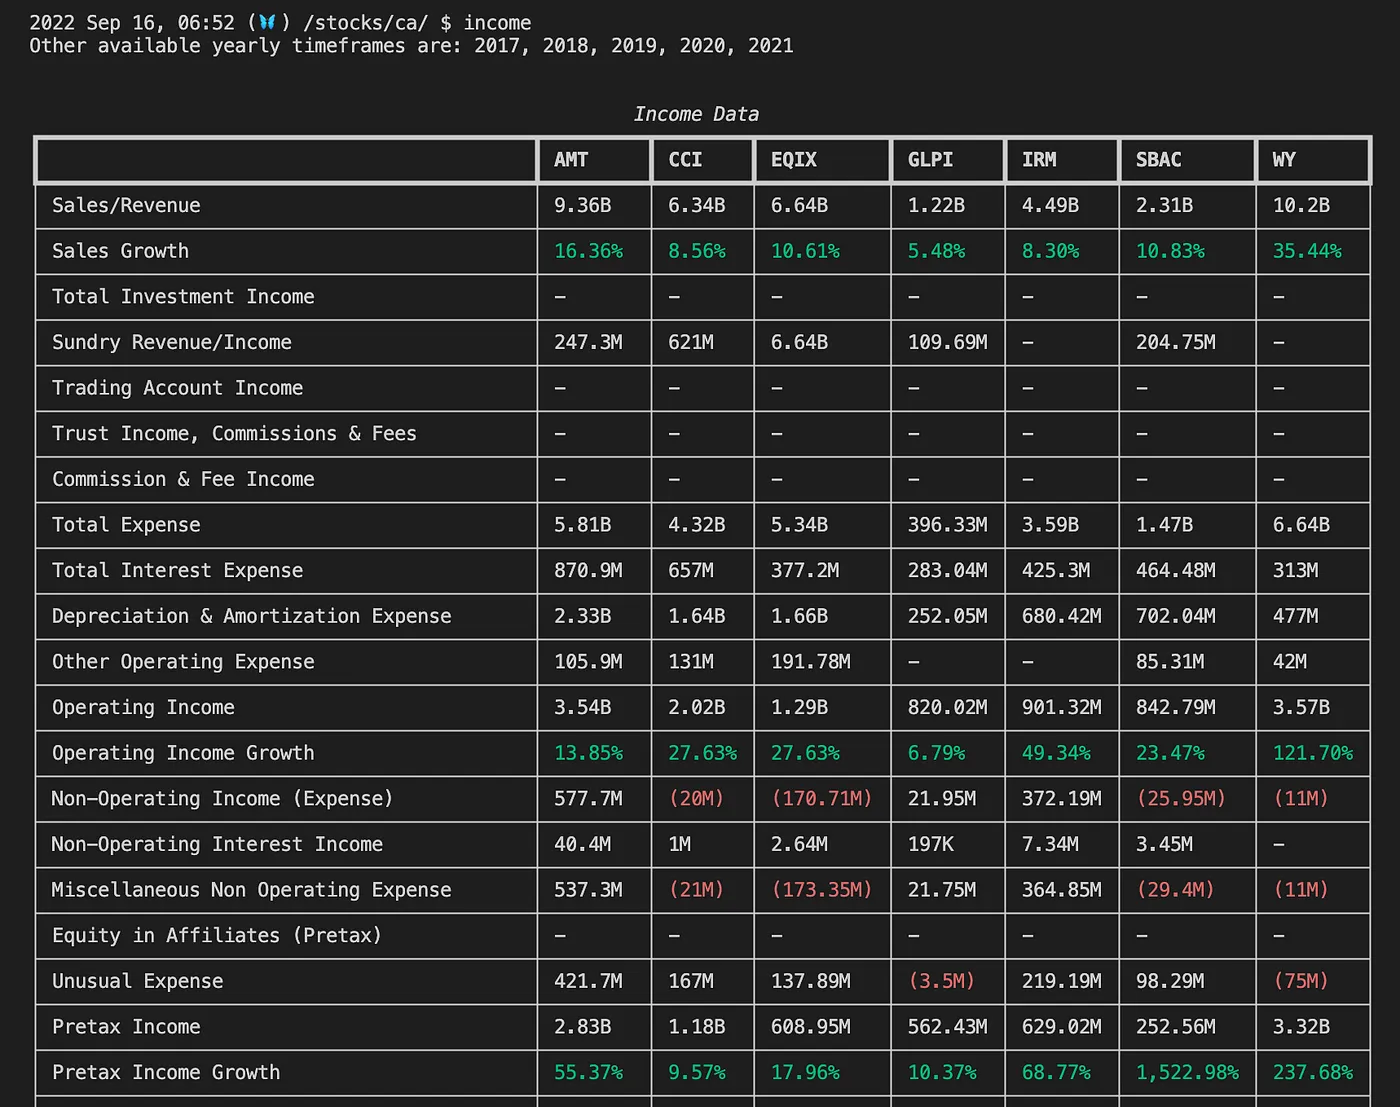 2022 Sep 16, 06:52 (🦋) /stocks/ca/ $ income
Other available yearly timeframes are: 2017, 2018, 2019, 2020, 2021
Income Data
AMT CCI EQIX GLPI IRM SBAC WY
Sales/Revenue 9.36B 6.34B 6.64B 1.22B 4.49B 2.31B 10.2B
Sales Growth 16.36% 8.56% 10.61% 5.48% 8.30% 10.83% 35.44%
Total Investment Income – – – – – – –
Sundry Revenue/Income 247.3M 621M 6.64B 109.69M – 204.75M –
Trading Account Income – – – – – – –
Trust Income, Commissions & Fees – – – – – – –
Commission & Fee Income – – – – – – –
Total Expense 5.81B 4.32B 5.34B 396.33M 3.59B 1.47B 6.64B
Total Interest Expense 870.9M 657M 377.2M 283.04M 425.3M 464.48M 313M
Depreciation & Amortization Expense 2.33B 1.64B 1.66B 252.05M 680.42M 702.04M 477M
Other Operating Expense 105.9M 131M 191.78M – – 85.31M 42M
Operating Income 3.54B 2.02B 1.29B 820.02M 901.32M 842.79M 3.57B
Operating Income Growth 13.85% 27.63% 27.63% 6.79% 49.34% 23.47% 121.70%
Non-Operating Income (Expense) 577.7M (20M) (170.71M) 21.95M 372.19M (25.95M) (11M)
Non-Operating Interest Income 40.4M 1M 2.64M 197K 7.34M 3.45M –
Miscellaneous Non Operating Expense 537.3M (21M) (173.35M) 21.75M 364.85M (29.4M) (11M)
Equity in Affiliates (Pretax) – – – – – – –
Unusual Expense 421.7M 167M 137.89M (3.5M) 219.19M 98.29M (75M)
Pretax Income 2.83B 1.18B 608.95M 562.43M 629.02M 252.56M 3.32B
Pretax Income Growth 55.37% 9.57% 17.96% 10.37% 68.77% 1,522.98% 237.68%